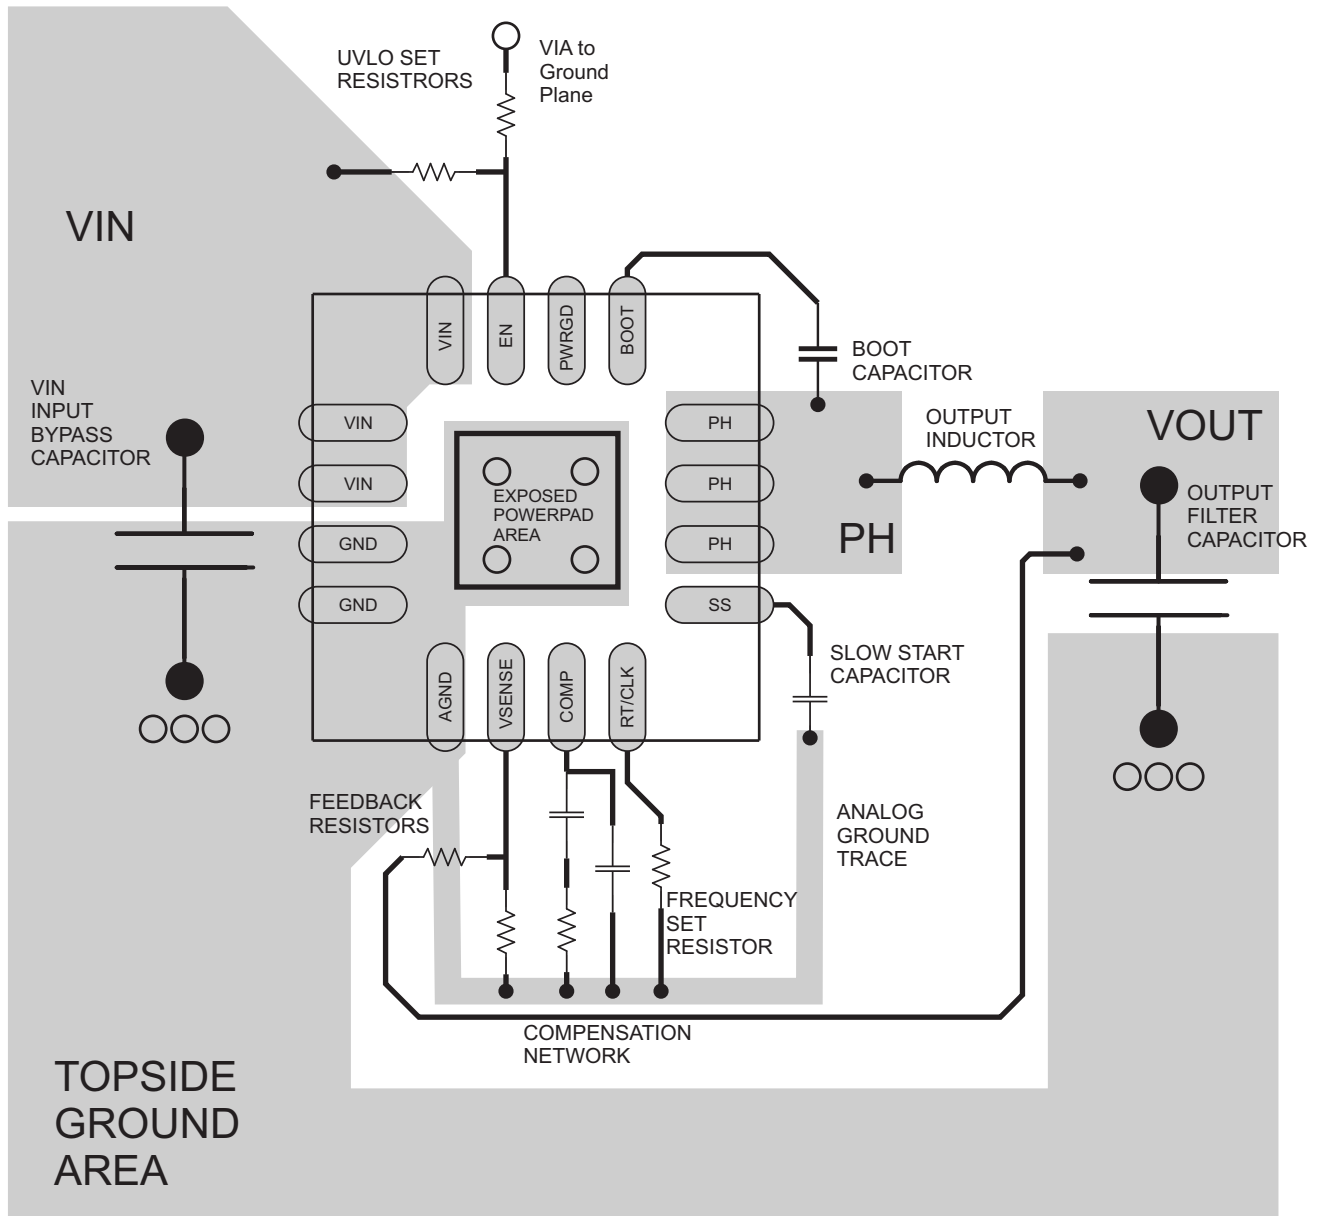 UVLO SET
RESISTRORS
VIA to
Ground
Plane
VIN
VIN
EN
PWRGD
BOOT
BOOT
CAPACITOR
VIN
INPUT
BYPASS
CAPACITOR
VIN
VIN
GND
GND
EXPOSED
POWERPAD
AREA
PH
PH
PH
SS
OUTPUT
INDUCTOR
VOUT
PH
OUTPUT
FILTER
CAPACITOR
AGND
VSENSE
COMP
RT/CLK
SLOW START
CAPACITOR
FEEDBACK
RESISTORS
ANALOG
GROUND
TRACE
FREQUENCY
SET
RESISTOR
COMPENSATION
NETWORK
TOPSIDE
GROUND
AREA